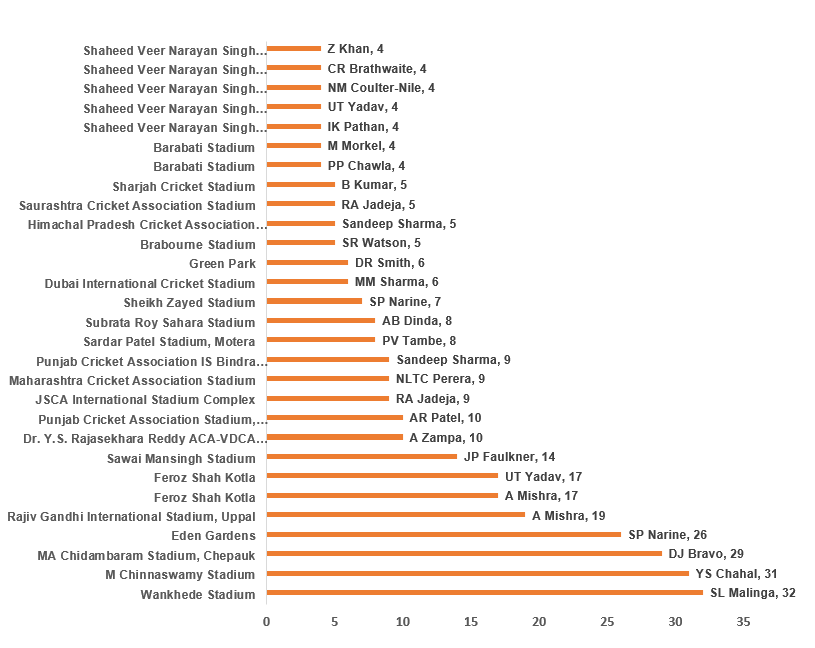 Shaheed Veer Narayan Singh... Z Khan, 4
Shaheed Veer Narayan Singh... CR Brathwaite, 4
Shaheed Veer Narayan Singh... NM Coulter-Nile, 4
Shaheed Veer Narayan Singh... UT Yadav, 4
Shaheed Veer Narayan Singh... IK Pathan, 4
Barabati Stadium M Morkel, 4
Barabati Stadium PP Chawla, 4
Sharjah Cricket Stadium B Kumar, 5
Saurashtra Cricket Association Stadium RA Jadeja, 5
Himachal Pradesh Cricket Association... Sandeep Sharma, 5
Brabourne Stadium SR Watson, 5
Green Park DR Smith, 6
Dubai International Cricket Stadium MM Sharma, 6
Sheikh Zayed Stadium SP Narine, 7
Subrata Roy Sahara Stadium AB Dinda, 8
Sardar Patel Stadium, Motera PV Tambe, 8
Punjab Cricket Association IS Bindra... Sandeep Sharma, 9
Maharashtra Cricket Association Stadium NLTC Perera, 9
JSCA International Stadium Complex RA Jadeja, 9
Punjab Cricket Association Stadium,... AR Patel, 10
Dr. Y.S. Rajasekhara Reddy ACA-VDCA... A Zampa, 10
Sawai Mansingh Stadium JP Faulkner, 14
Feroz Shah Kotla UT Yadav, 17
Feroz Shah Kotla A Mishra, 17
Rajiv Gandhi International Stadium, Uppal A Mishra, 19
Eden Gardens SP Narine, 26
MA Chidambaram Stadium, Chepauk DJ Bravo, 29
M Chinnaswamy Stadium YS Chahal, 31
Wankhede Stadium SL Malinga, 32
0 5 10 15 20 25 30 35